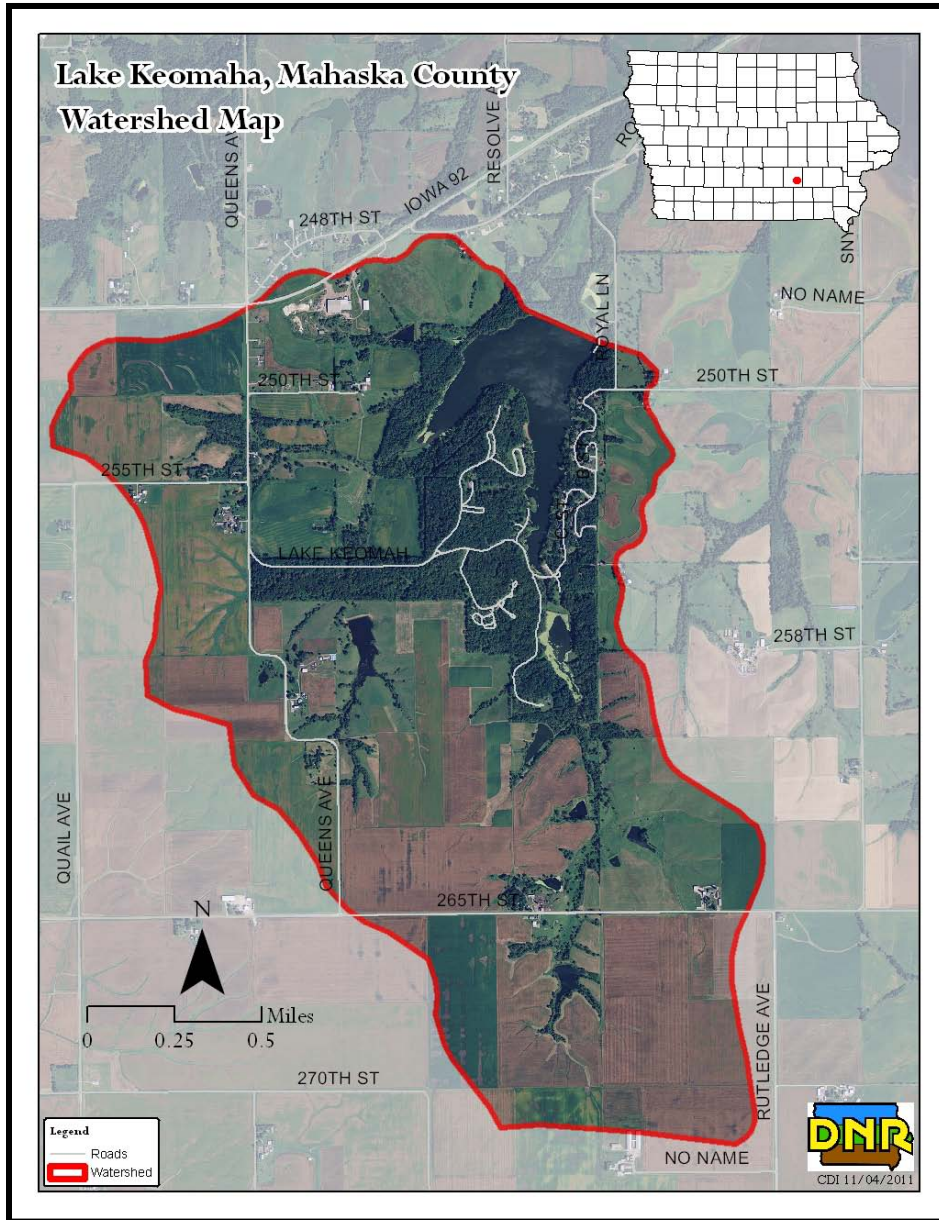 Lake Keomaha, Mahaska County
Watershed Map
QUEENS AVE
RESOLVE AVE
IOWA 92
248TH ST
ROYAL LN
NO NAME
250TH ST
250TH ST
255TH ST
LAKE KEOMAH
258TH ST
QUAIL AVE
QUEENS AVE
265TH ST
N
Miles
0 0.25 0.5
270TH ST
RUTLEDGE AVE
NO NAME
Legend
Roads
Watershed
DNR
CDI 11/04/2011